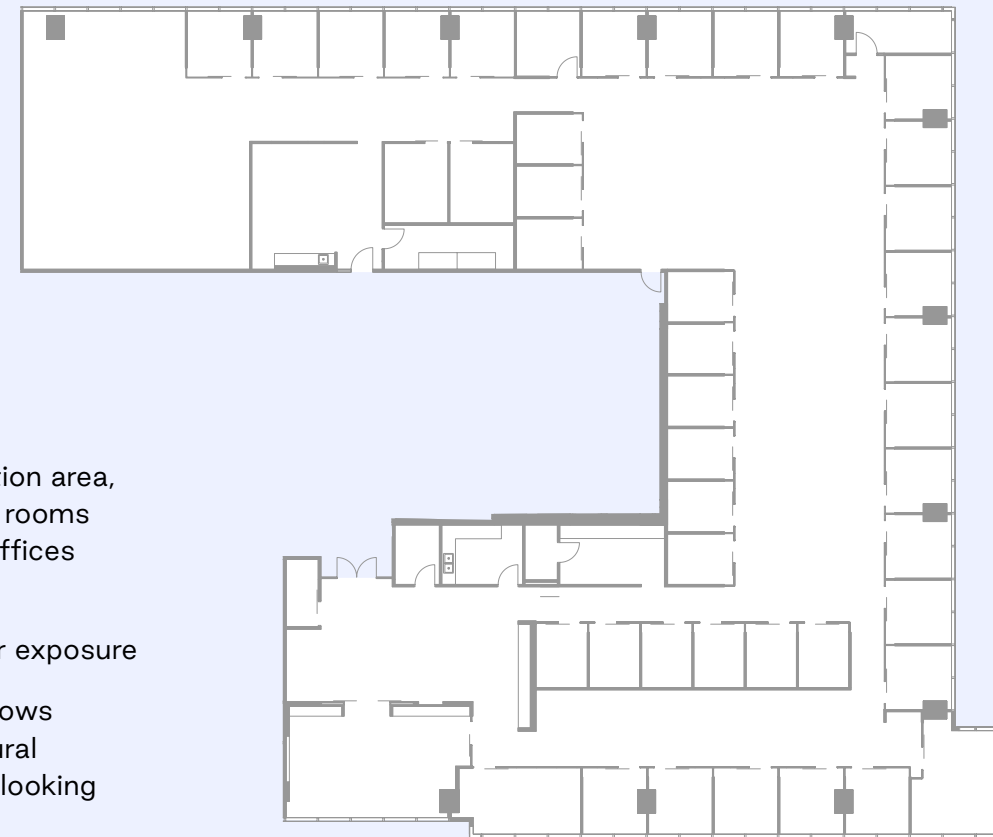 tion area,
rooms
ffices
r exposure
ows
ural
looking